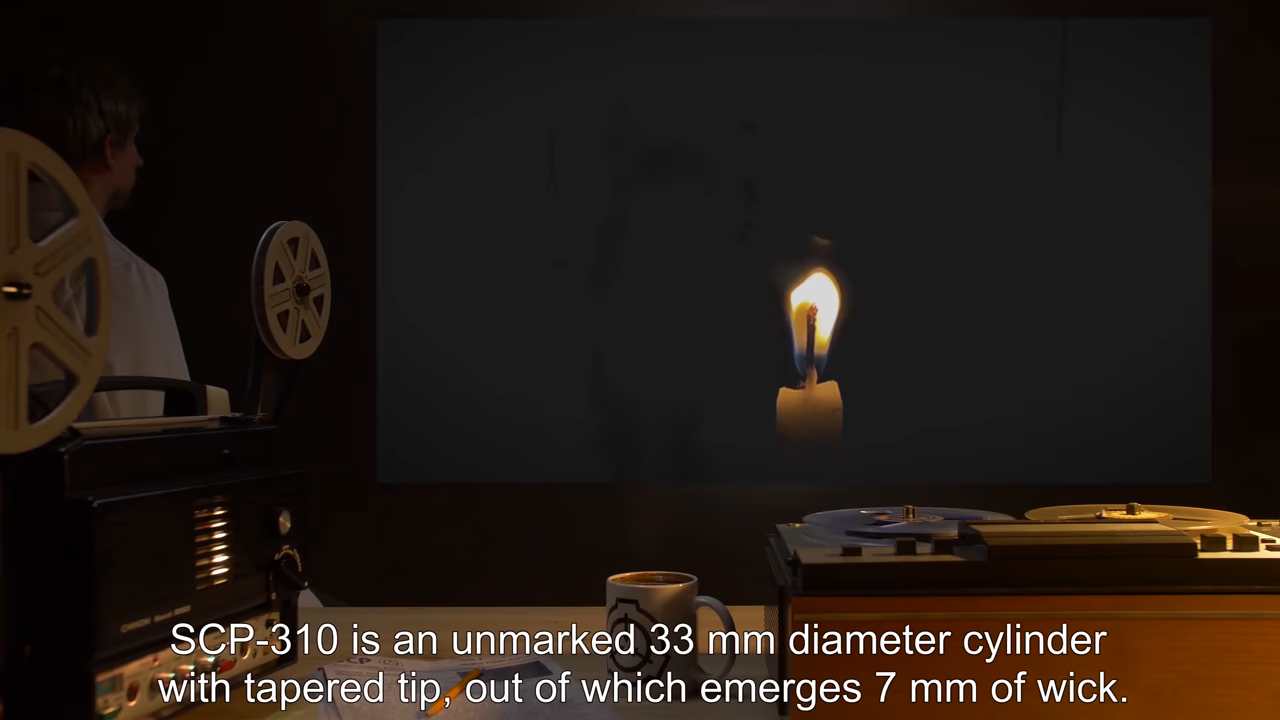 SCP-310 is an unmarked 33 mm diameter cylinder
with tapered tip, out of which emerges 7 mm of wick.